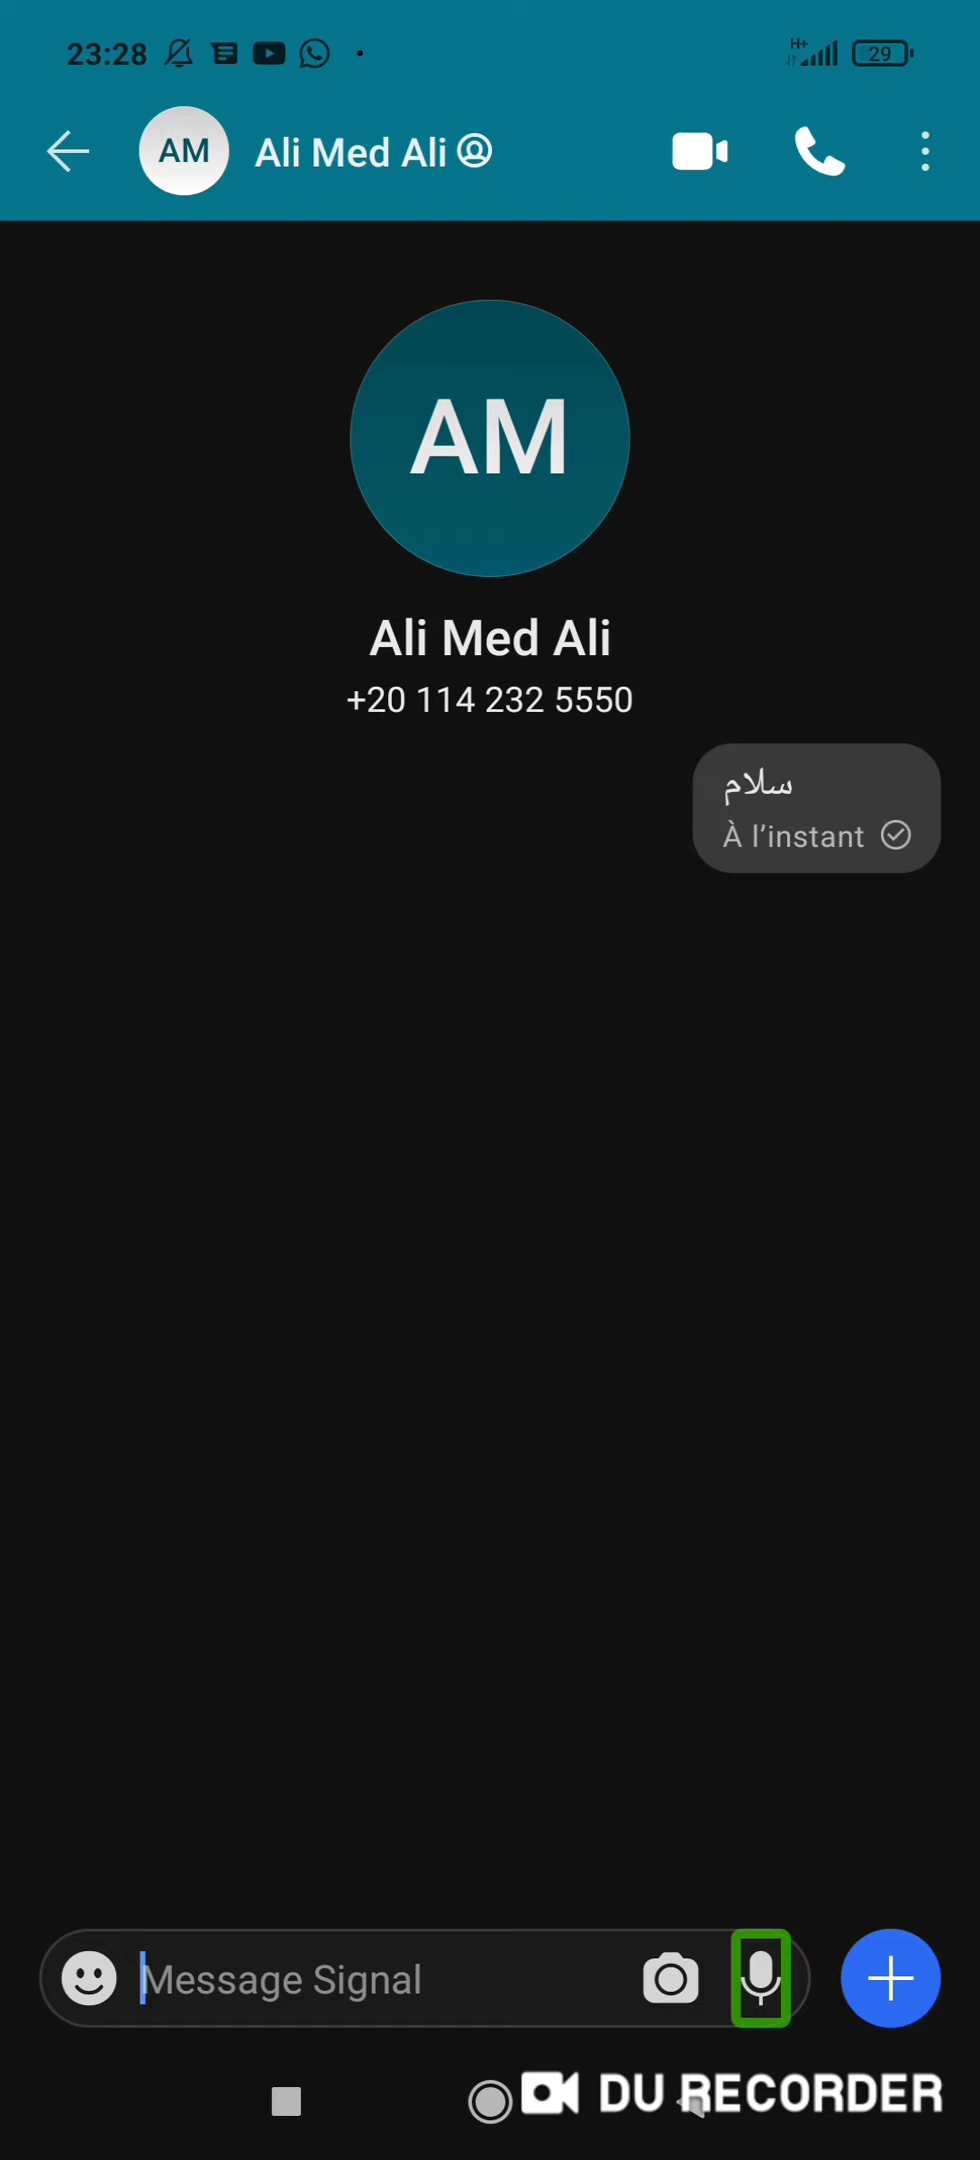 23:28
H+
29
AM
Ali Med Ali
AM
Ali Med Ali
+20 114 232 5550
سلام
À l’instant
Message Signal
DU RECORDER